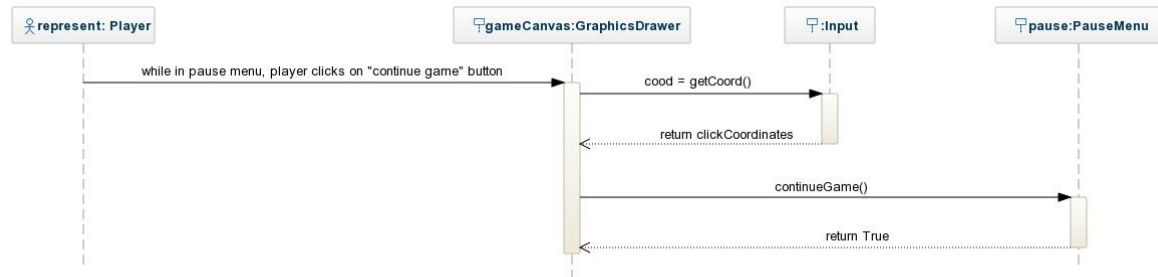 represent: Player
gameCanvas:GraphicsDrawer
:Input
pause:PauseMenu
while in pause menu, player clicks on "continue game" button
cood = getCoord()
return clickCoordinates
continueGame()
return True